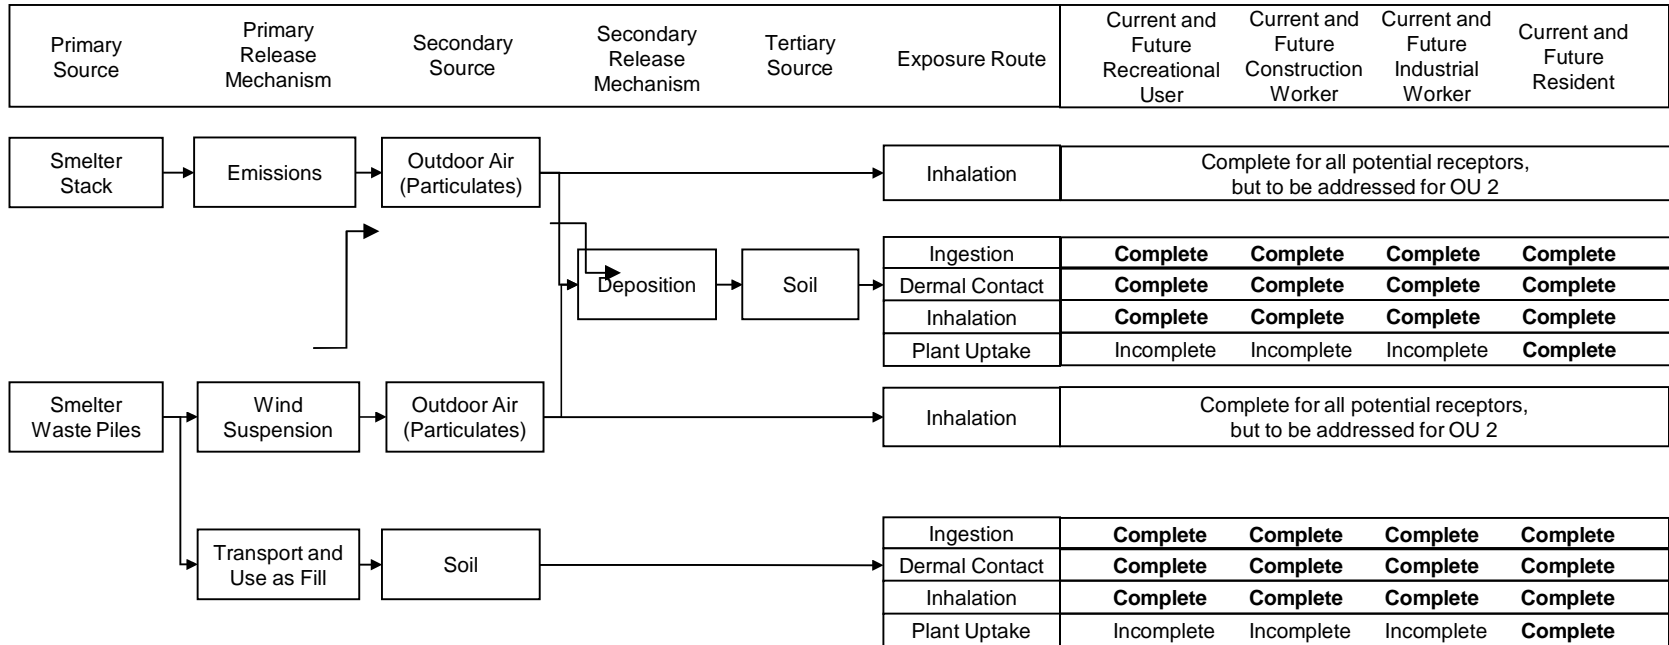 Primary
Source
Primary
Release
Mechanism
Secondary
Source
Secondary
Release
Mechanism
Tertiary
Source
Exposure Route
Current and
Future
Recreational
User
Current and
Future
Construction
Worker
Current and
Future
Industrial
Worker
Current and
Future
Resident
Smelter
Stack
Emissions
Outdoor Air
(Particulates)
Inhalation
Complete for all potential receptors,
but to be addressed for OU 2
Deposition
Soil
Ingestion Complete Complete Complete Complete
Dermal Contact Complete Complete Complete Complete
Inhalation Complete Complete Complete Complete
Plant Uptake Incomplete Incomplete Incomplete Complete
Smelter
Waste Piles
Wind
Suspension
Outdoor Air
(Particulates)
Inhalation
Complete for all potential receptors,
but to be addressed for OU 2
Transport and
Use as Fill
Soil
Ingestion Complete Complete Complete Complete
Dermal Contact Complete Complete Complete Complete
Inhalation Complete Complete Complete Complete
Plant Uptake Incomplete Incomplete Incomplete Complete